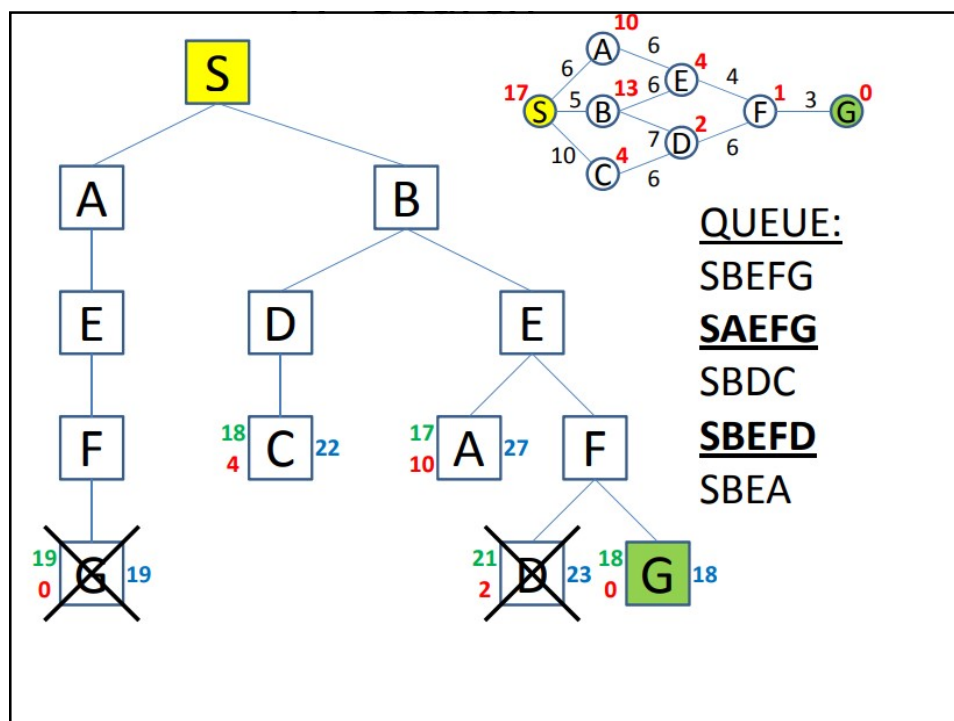 S
A B
E D E
F 18 4 C 22 17 10 A 27 F
19 0 G 19 21 2 D 23 18 0 G 18
10
A 6
6 4
17 13 6 E 4 1 0
S 5 B F 3 G
7 2
10 4 D 6
C 6
QUEUE:
SBEFG
SAEFG
SBDC
SBEFD
SBEA